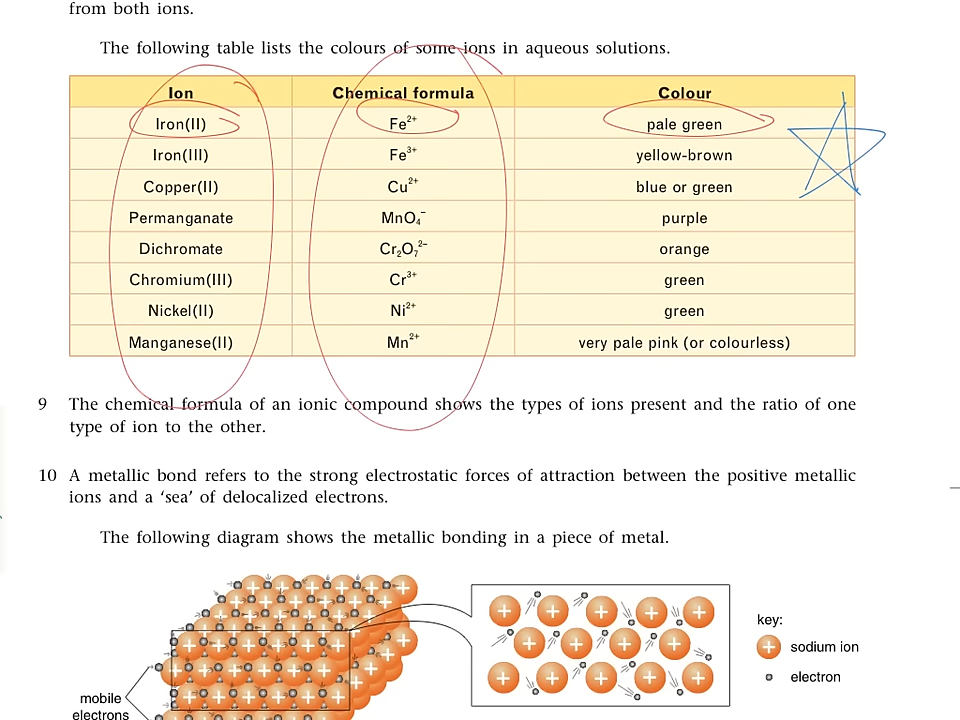 from both ions.
The following table lists the colours of some ions in aqueous solutions.
Ion Chemical formula Colour
Iron(II) Fe²⁺ pale green
Iron(III) Fe³⁺ yellow-brown
Copper(II) Cu²⁺ blue or green
Permanganate MnO₄⁻ purple
Dichromate Cr₂O₇²⁻ orange
Chromium(III) Cr³⁺ green
Nickel(II) Ni²⁺ green
Manganese(II) Mn²⁺ very pale pink (or colourless)
9 The chemical formula of an ionic compound shows the types of ions present and the ratio of one
type of ion to the other.
10 A metallic bond refers to the strong electrostatic forces of attraction between the positive metallic
ions and a ‘sea’ of delocalized electrons.
The following diagram shows the metallic bonding in a piece of metal.
key:
sodium ion
electron
mobile
electrons